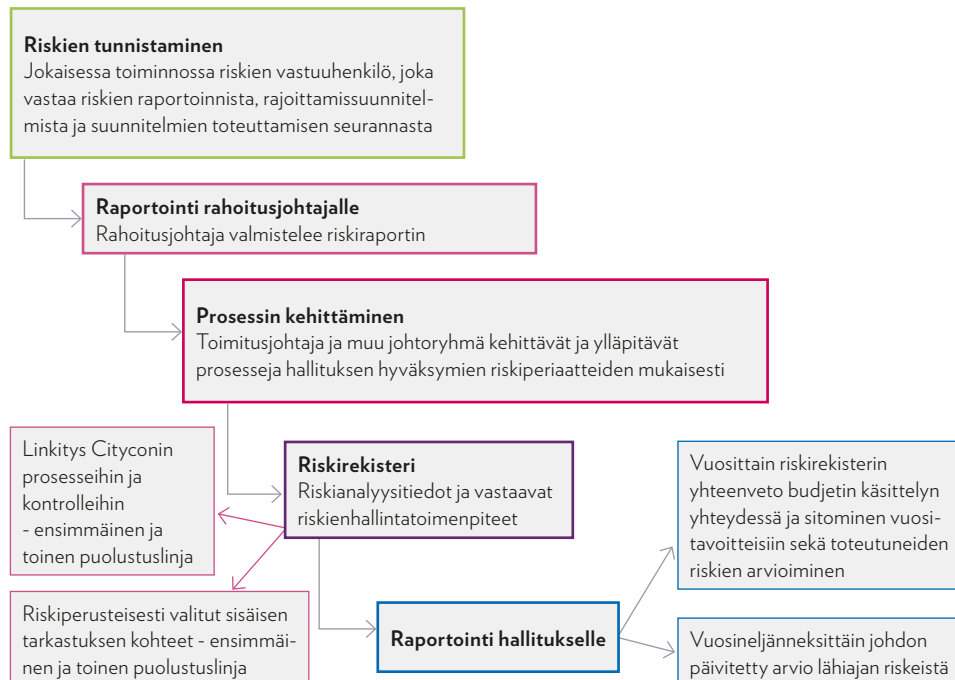 Riskien tunnistaminen
Jokaisessa toiminnossa riskien vastuuhenkilö, joka
vastaa riskien raportoinnista, rajoittamissuunnitel-
mista ja suunnitelmien toteuttamisen seurannasta
Raportointi rahoitusjohtajalle
Rahoitusjohtaja valmistelee riskiraportin
Prosessin kehittäminen
Toimitusjohtaja ja muu johtoryhmä kehittävät ja ylläpitävät
prosesseja hallituksen hyväksymien riskiperiaatteiden mukaisesti
Linkitys Cityconin
prosesseihin ja
kontrolleihin
- ensimmäinen ja
toinen puolustuslinja
Riskirekisteri
Riskianalyysitiedot ja vastaavat
riskienhallintatoimenpiteet
Vuosittain riskirekisterin
yhteenveto budjetin käsittelyn
yhteydessä ja sitominen vuosi-
tavoitteisiin sekä toteutuneiden
riskien arvioiminen
Riskiperusteisesti valitut sisäisen
tarkastuksen kohteet - ensimmäi-
nen ja toinen puolustuslinja
Raportointi hallitukselle
Vuosineljänneksittäin johdon
päivitetty arvio lähiajan riskeistä